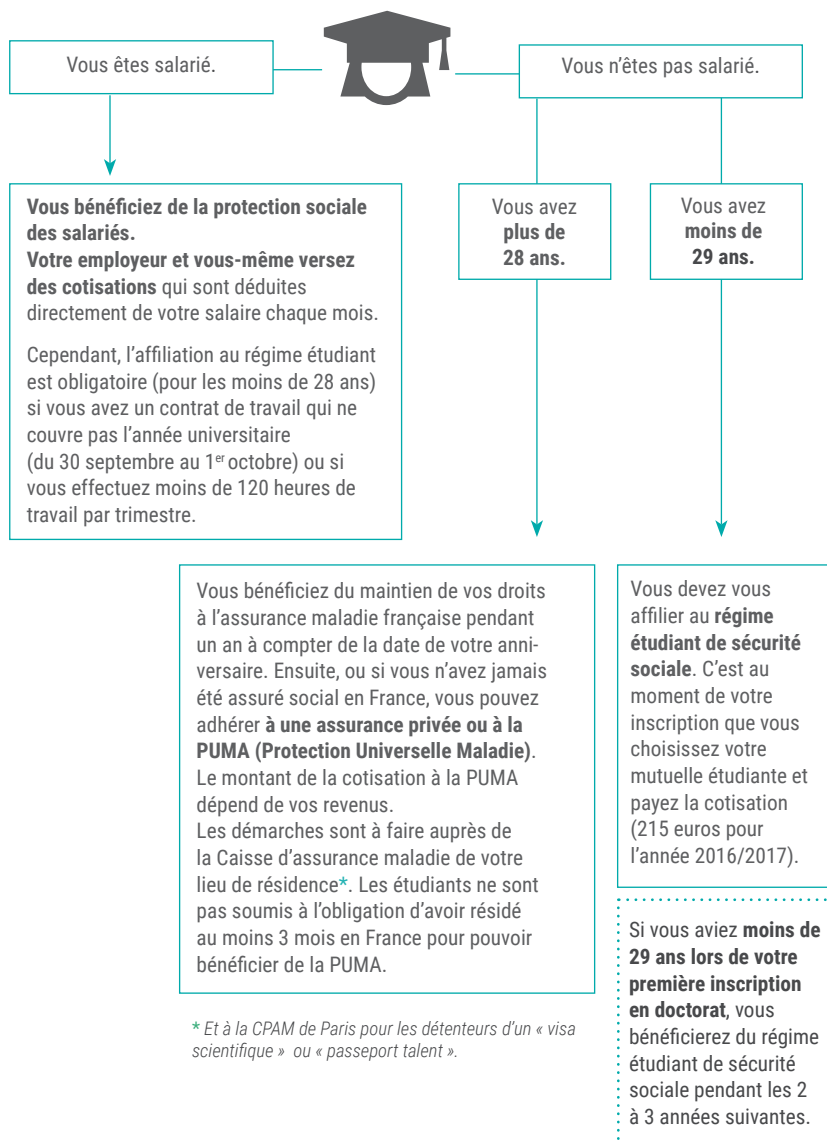 Vous êtes salarié.
Vous n’êtes pas salarié.
Vous bénéficiez de la protection sociale
des salariés.
Votre employeur et vous-même versez
des cotisations qui sont déduites
directement de votre salaire chaque mois.
Cependant, l’affiliation au régime étudiant
est obligatoire (pour les moins de 28 ans)
si vous avez un contrat de travail qui ne
couvre pas l’année universitaire
(du 30 septembre au 1er octobre) ou si
vous effectuez moins de 120 heures de
travail par trimestre.
Vous avez
plus de
28 ans.
Vous avez
moins de
29 ans.
Vous bénéficiez du maintien de vos droits
à l’assurance maladie française pendant
un an à compter de la date de votre anni-
versaire. Ensuite, ou si vous n’avez jamais
été assuré social en France, vous pouvez
adhérer à une assurance privée ou à la
PUMA (Protection Universelle Maladie).
Le montant de la cotisation à la PUMA
dépend de vos revenus.
Les démarches sont à faire auprès de
la Caisse d’assurance maladie de votre
lieu de résidence*. Les étudiants ne sont
pas soumis à l’obligation d’avoir résidé
au moins 3 mois en France pour pouvoir
bénéficier de la PUMA.
* Et à la CPAM de Paris pour les détenteurs d’un « visa
scientifique » ou « passeport talent ».
Vous devez vous
affilier au régime
étudiant de sécurité
sociale. C’est au
moment de votre
inscription que vous
choisissez votre
mutuelle étudiante et
payez la cotisation
(215 euros pour
l’année 2016/2017).
Si vous aviez moins de
29 ans lors de votre
première inscription
en doctorat, vous
bénéficierez du régime
étudiant de sécurité
sociale pendant les 2
à 3 années suivantes.